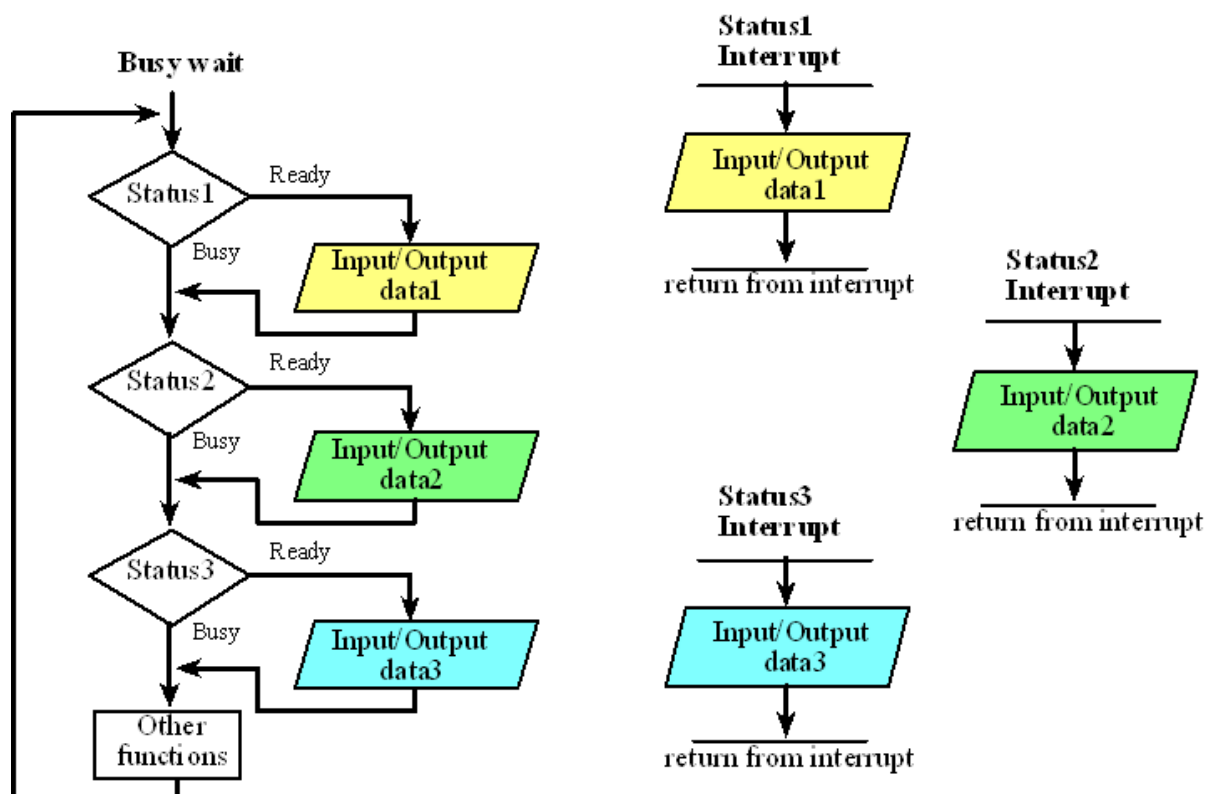 Busy wait
Status1
Ready
Busy
Input/Output
data1
Status2
Ready
Busy
Input/Output
data2
Status3
Ready
Busy
Input/Output
data3
Other
functions
Status1
Interrupt
Input/Output
data1
return from interrupt
Status2
Interrupt
Input/Output
data2
return from interrupt
Status3
Interrupt
Input/Output
data3
return from interrupt